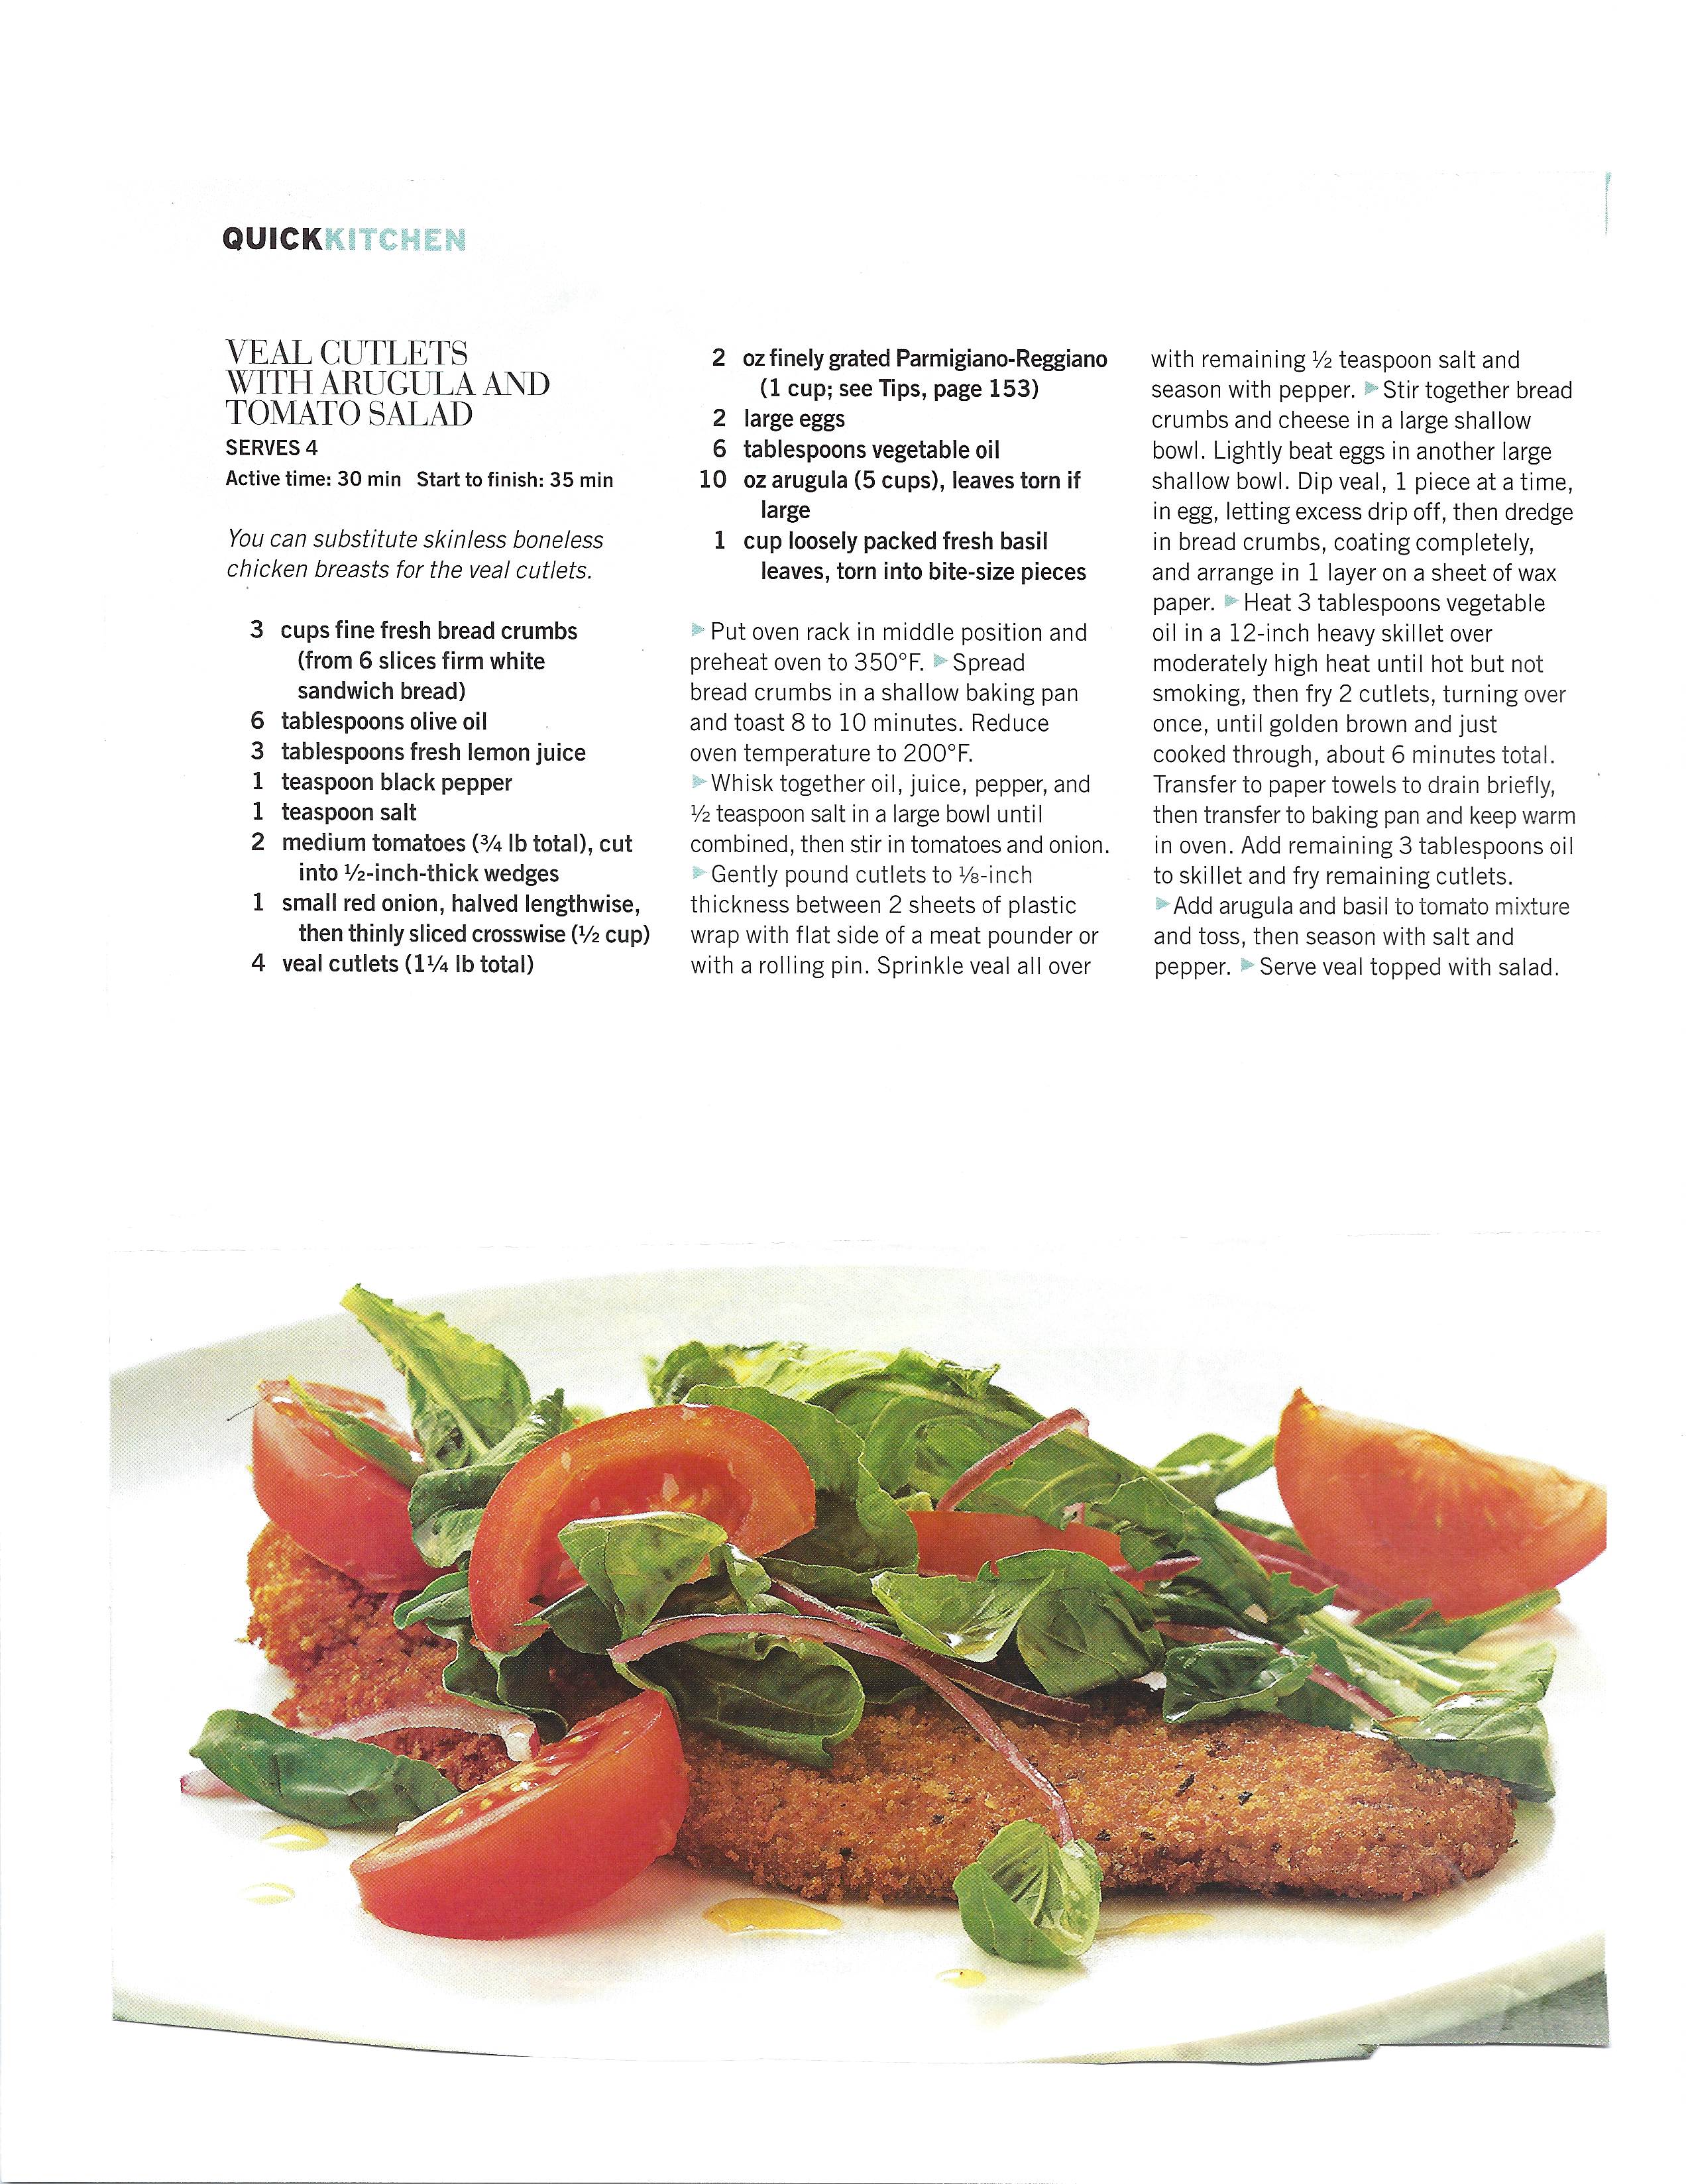 QUICKKITCHEN
VEAL CUTLETS
WITH ARUGULA AND
TOMATO SALAD
SERVES 4
Active time: 30 min Start to finish: 35 min
You can substitute skinless boneless
chicken breasts for the veal cutlets.
3 cups fine fresh bread crumbs
(from 6 slices firm white
sandwich bread)
6 tablespoons olive oil
3 tablespoons fresh lemon juice
1 teaspoon black pepper
1 teaspoon salt
2 medium tomatoes (¾ lb total), cut
into ½-inch-thick wedges
1 small red onion, halved lengthwise,
then thinly sliced crosswise (½ cup)
4 veal cutlets (1¼ lb total)
2 oz finely grated Parmigiano-Reggiano
(1 cup; see Tips, page 153)
2 large eggs
6 tablespoons vegetable oil
10 oz arugula (5 cups), leaves torn if
large
1 cup loosely packed fresh basil
leaves, torn into bite-size pieces
▶ Put oven rack in middle position and
preheat oven to 350°F. ▶ Spread
bread crumbs in a shallow baking pan
and toast 8 to 10 minutes. Reduce
oven temperature to 200°F.
▶ Whisk together oil, juice, pepper, and
½ teaspoon salt in a large bowl until
combined, then stir in tomatoes and onion.
▶ Gently pound cutlets to ⅛-inch
thickness between 2 sheets of plastic
wrap with flat side of a meat pounder or
with a rolling pin. Sprinkle veal all over
with remaining ½ teaspoon salt and
season with pepper. ▶ Stir together bread
crumbs and cheese in a large shallow
bowl. Lightly beat eggs in another large
shallow bowl. Dip veal, 1 piece at a time,
in egg, letting excess drip off, then dredge
in bread crumbs, coating completely,
and arrange in 1 layer on a sheet of wax
paper. ▶ Heat 3 tablespoons vegetable
oil in a 12-inch heavy skillet over
moderately high heat until hot but not
smoking, then fry 2 cutlets, turning over
once, until golden brown and just
cooked through, about 6 minutes total.
Transfer to paper towels to drain briefly,
then transfer to baking pan and keep warm
in oven. Add remaining 3 tablespoons oil
to skillet and fry remaining cutlets.
▶ Add arugula and basil to tomato mixture
and toss, then season with salt and
pepper. ▶ Serve veal topped with salad.